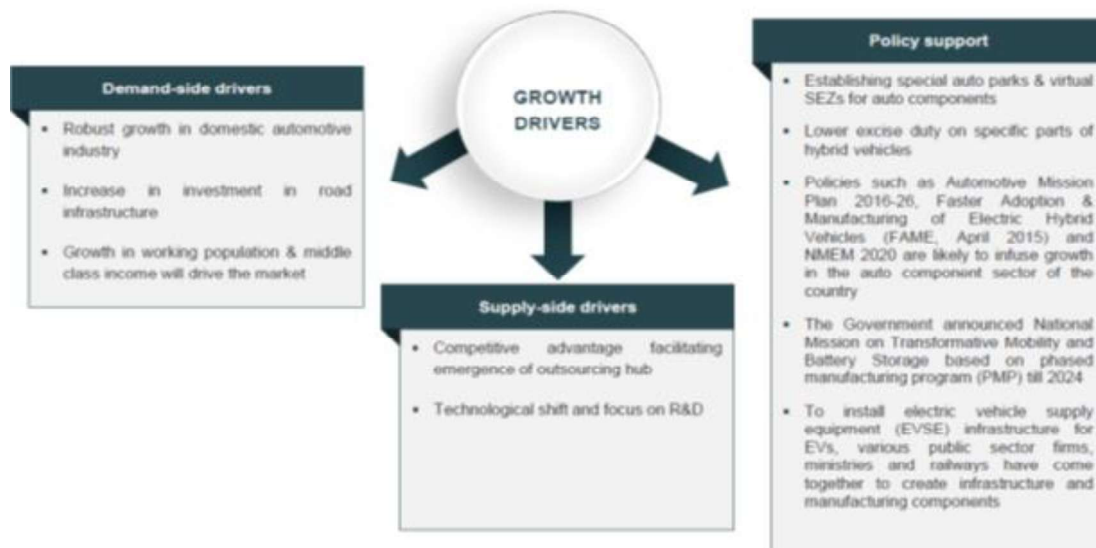 GROWTH
DRIVERS
Demand-side drivers
▪ Robust growth in domestic automotive
industry
▪ Increase in investment in road
infrastructure
▪ Growth in working population & middle
class income will drive the market
Supply-side drivers
▪ Competitive advantage facilitating
emergence of outsourcing hub
▪ Technological shift and focus on R&D
Policy support
▪ Establishing special auto parks & virtual
SEZs for auto components
▪ Lower excise duty on specific parts of
hybrid vehicles
▪ Policies such as Automotive Mission
Plan 2016-26, Faster Adoption &
Manufacturing of Electric Hybrid
Vehicles (FAME, April 2015) and
NMEM 2020 are likely to infuse growth
in the auto component sector of the
country
▪ The Government announced National
Mission on Transformative Mobility and
Battery Storage based on phased
manufacturing program (PMP) till 2024
▪ To install electric vehicle supply
equipment (EVSE) infrastructure for
EVs, various public sector firms,
ministries and railways have come
together to create infrastructure and
manufacturing components